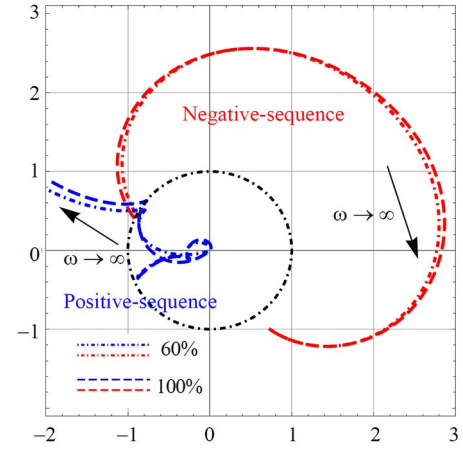 3
2
Negative-sequence
1
ω → ∞
0
ω → ∞
Positive-sequence
60%
-1
100%
−2 −1 0 1 2 3